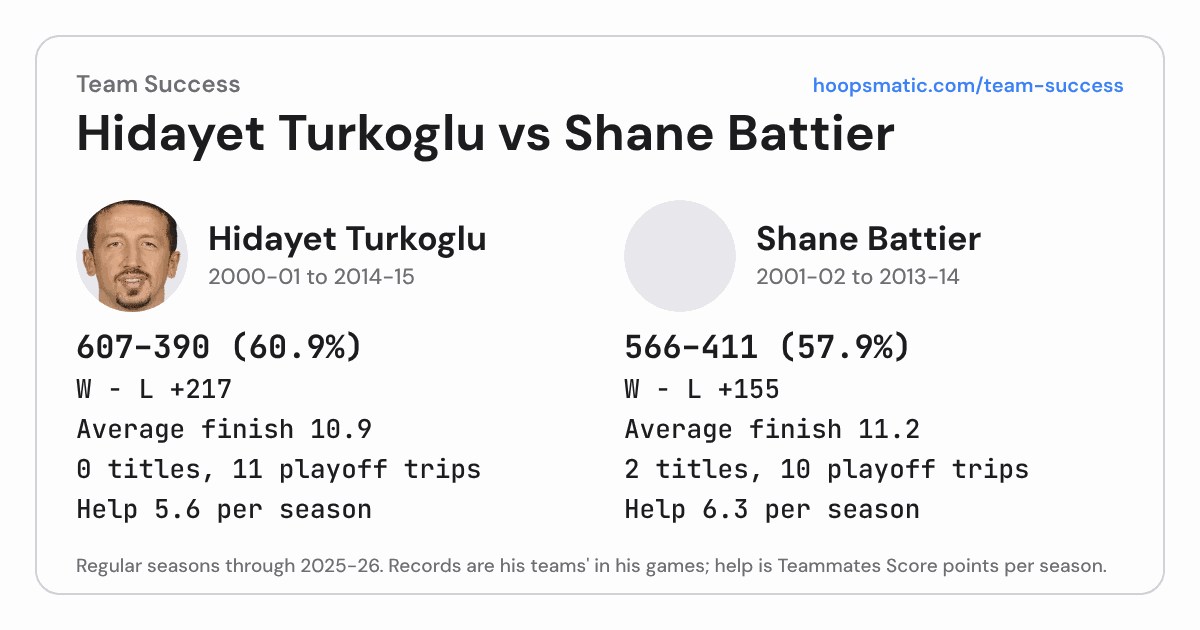 Team Success
hoopsmatic.com/team-success
Hidayet Turkoglu vs Shane Battier
Hidayet Turkoglu
2000-01 to 2014-15
607-390 (60.9%)
W - L +217
Average finish 10.9
0 titles, 11 playoff trips
Help 5.6 per season
Shane Battier
2001-02 to 2013-14
566-411 (57.9%)
W - L +155
Average finish 11.2
2 titles, 10 playoff trips
Help 6.3 per season
Regular seasons through 2025-26. Records are his teams' in his games; help is Teammates Score points per season.